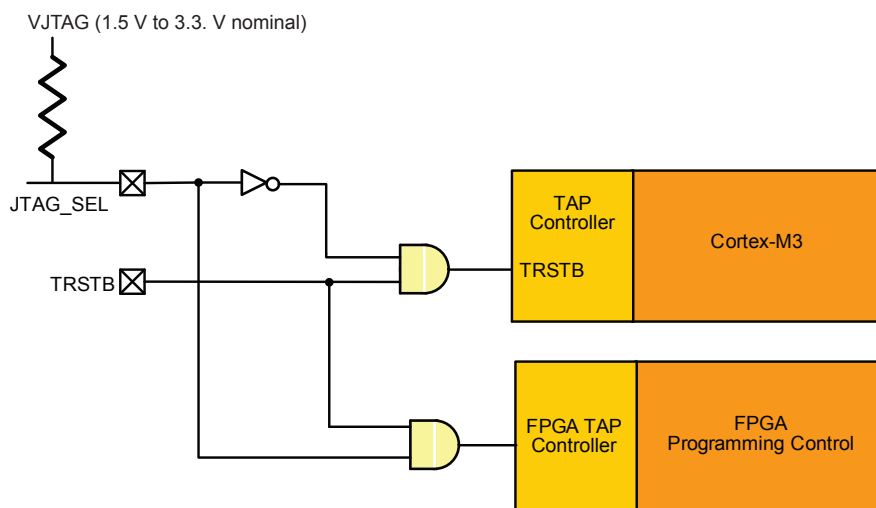 VJTAG (1.5 V to 3.3. V nominal)
JTAG_SEL
TRSTB
TAP
Controller
TRSTB
Cortex-M3
FPGA TAP
Controller
FPGA
Programming Control